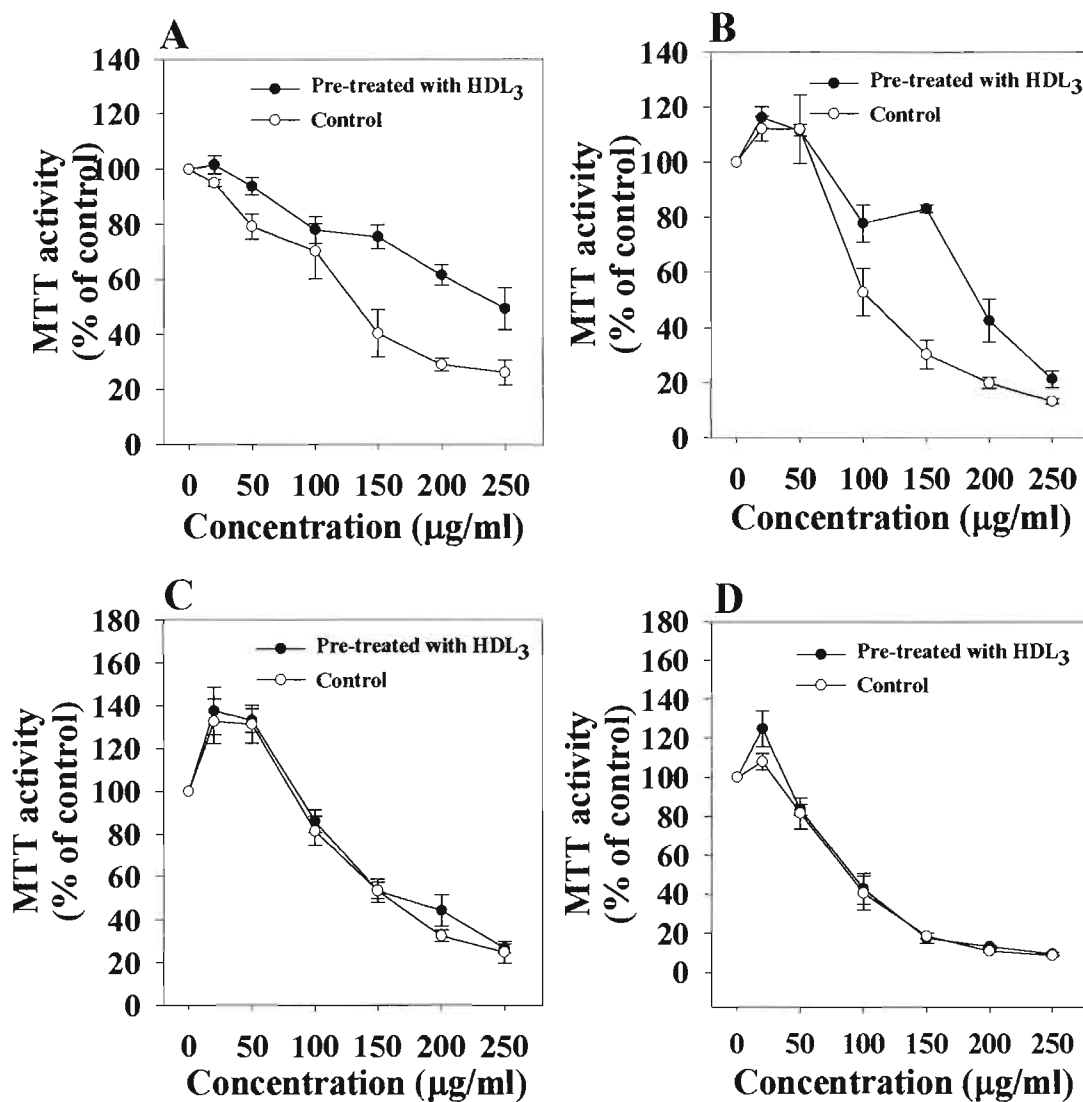 A
140
120
100
80
60
40
20
0
MTT activity
(% of control)
Pre-treated with HDL3
Control
0 50 100 150 200 250
Concentration (µg/ml)
B
140
120
100
80
60
40
20
0
MTT activity
(% of control)
Pre-treated with HDL3
Control
0 50 100 150 200 250
Concentration (µg/ml)
C
180
160
140
120
100
80
60
40
20
0
MTT activity
(% of control)
Pre-treated with HDL3
Control
0 50 100 150 200 250
Concentration (µg/ml)
D
180
160
140
120
100
80
60
40
20
0
MTT activity
(% of control)
Pre-treated with HDL3
Control
0 50 100 150 200 250
Concentration (µg/ml)